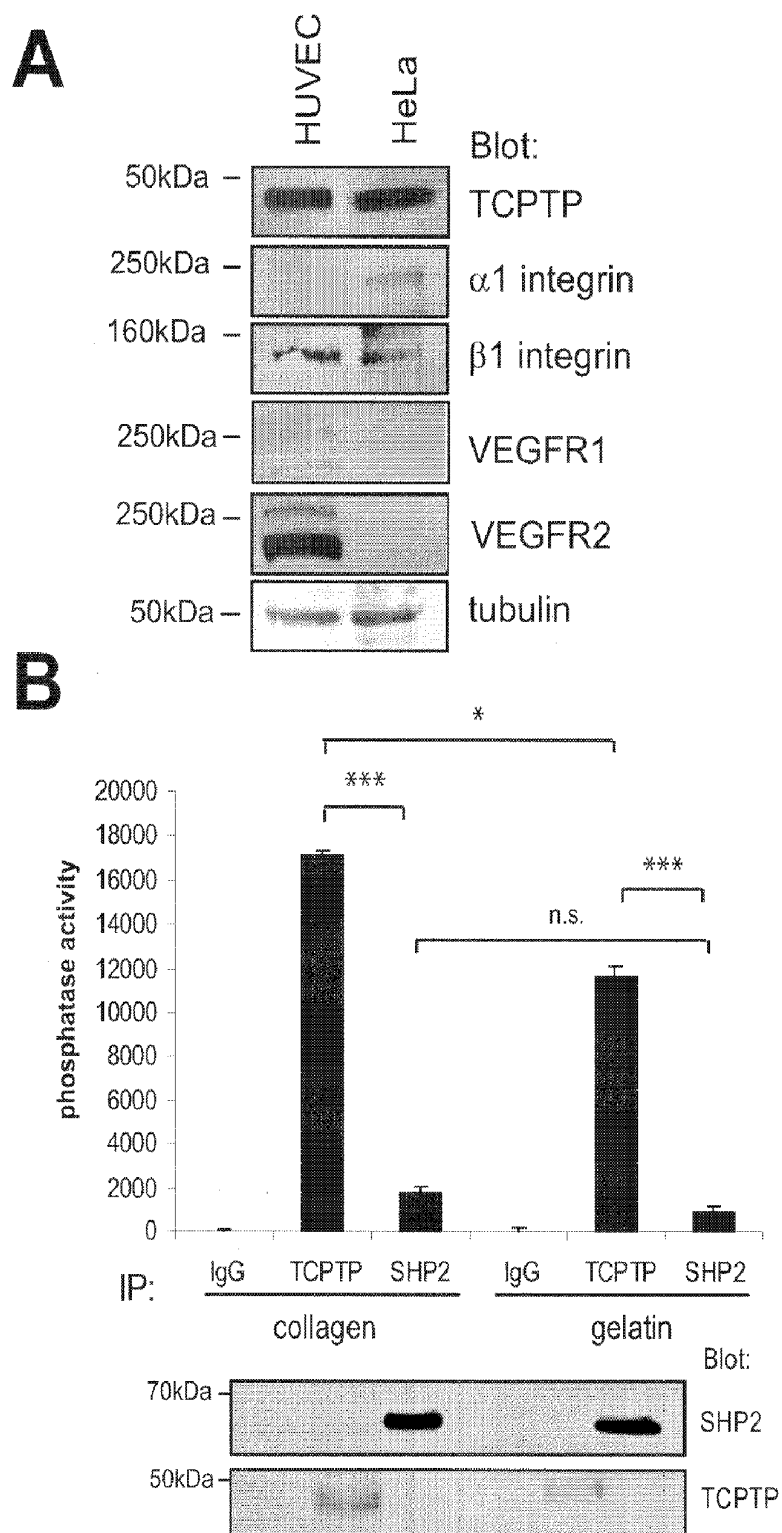 A
HUVEC
HeLa
Blot:
50kDa
TCPTP
250kDa
α1 integrin
160kDa
β1 integrin
250kDa
VEGFR1
250kDa
VEGFR2
50kDa
tubulin
B
*
***
***
n.s.
phosphatase activity
20000
18000
16000
14000
12000
10000
8000
6000
4000
2000
0
IP:
IgG TCPTP SHP2 IgG TCPTP SHP2
collagen gelatin
Blot:
70kDa
SHP2
50kDa
TCPTP